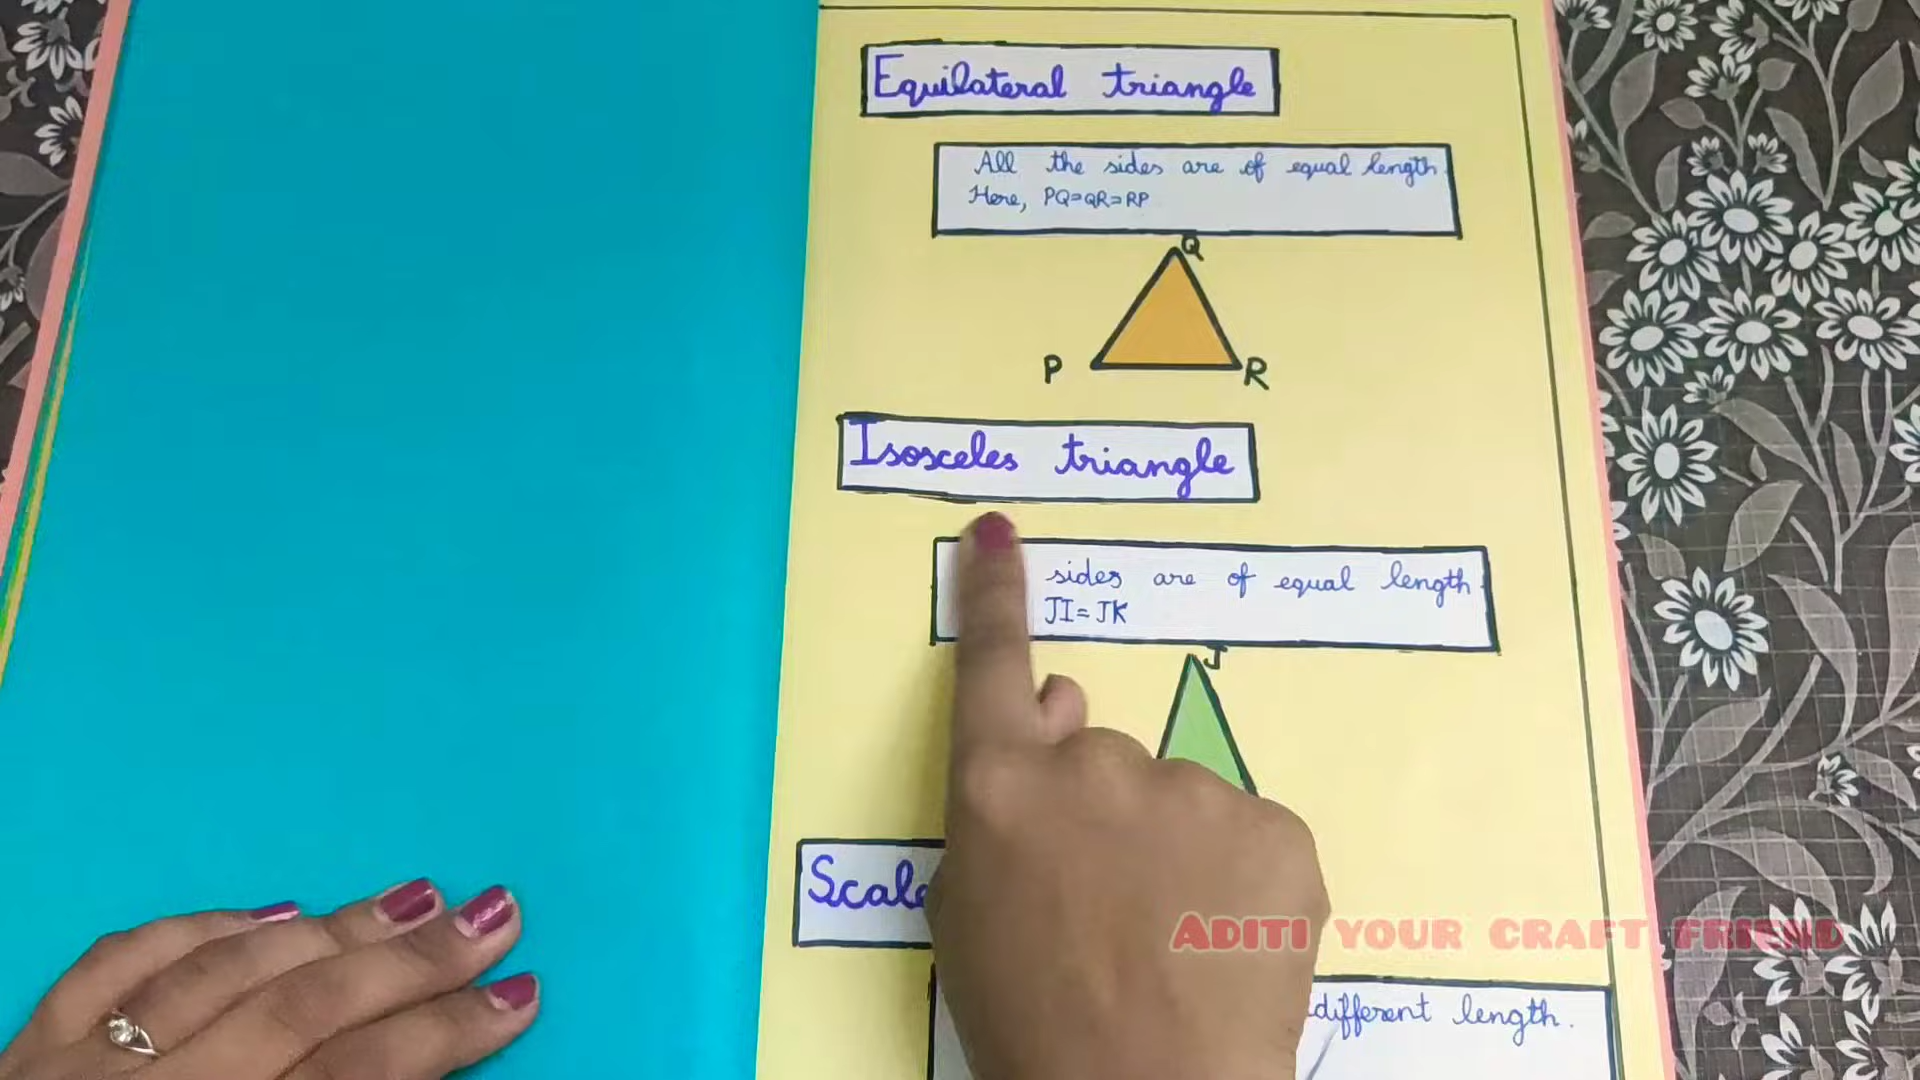 Equilateral triangle
All the sides are of equal length.
Here, PQ=QR=RP
Q
P R
Isosceles triangle
sides are of equal length.
JI=JK
J
ADITI YOUR CRAFT FRIEND
different length.